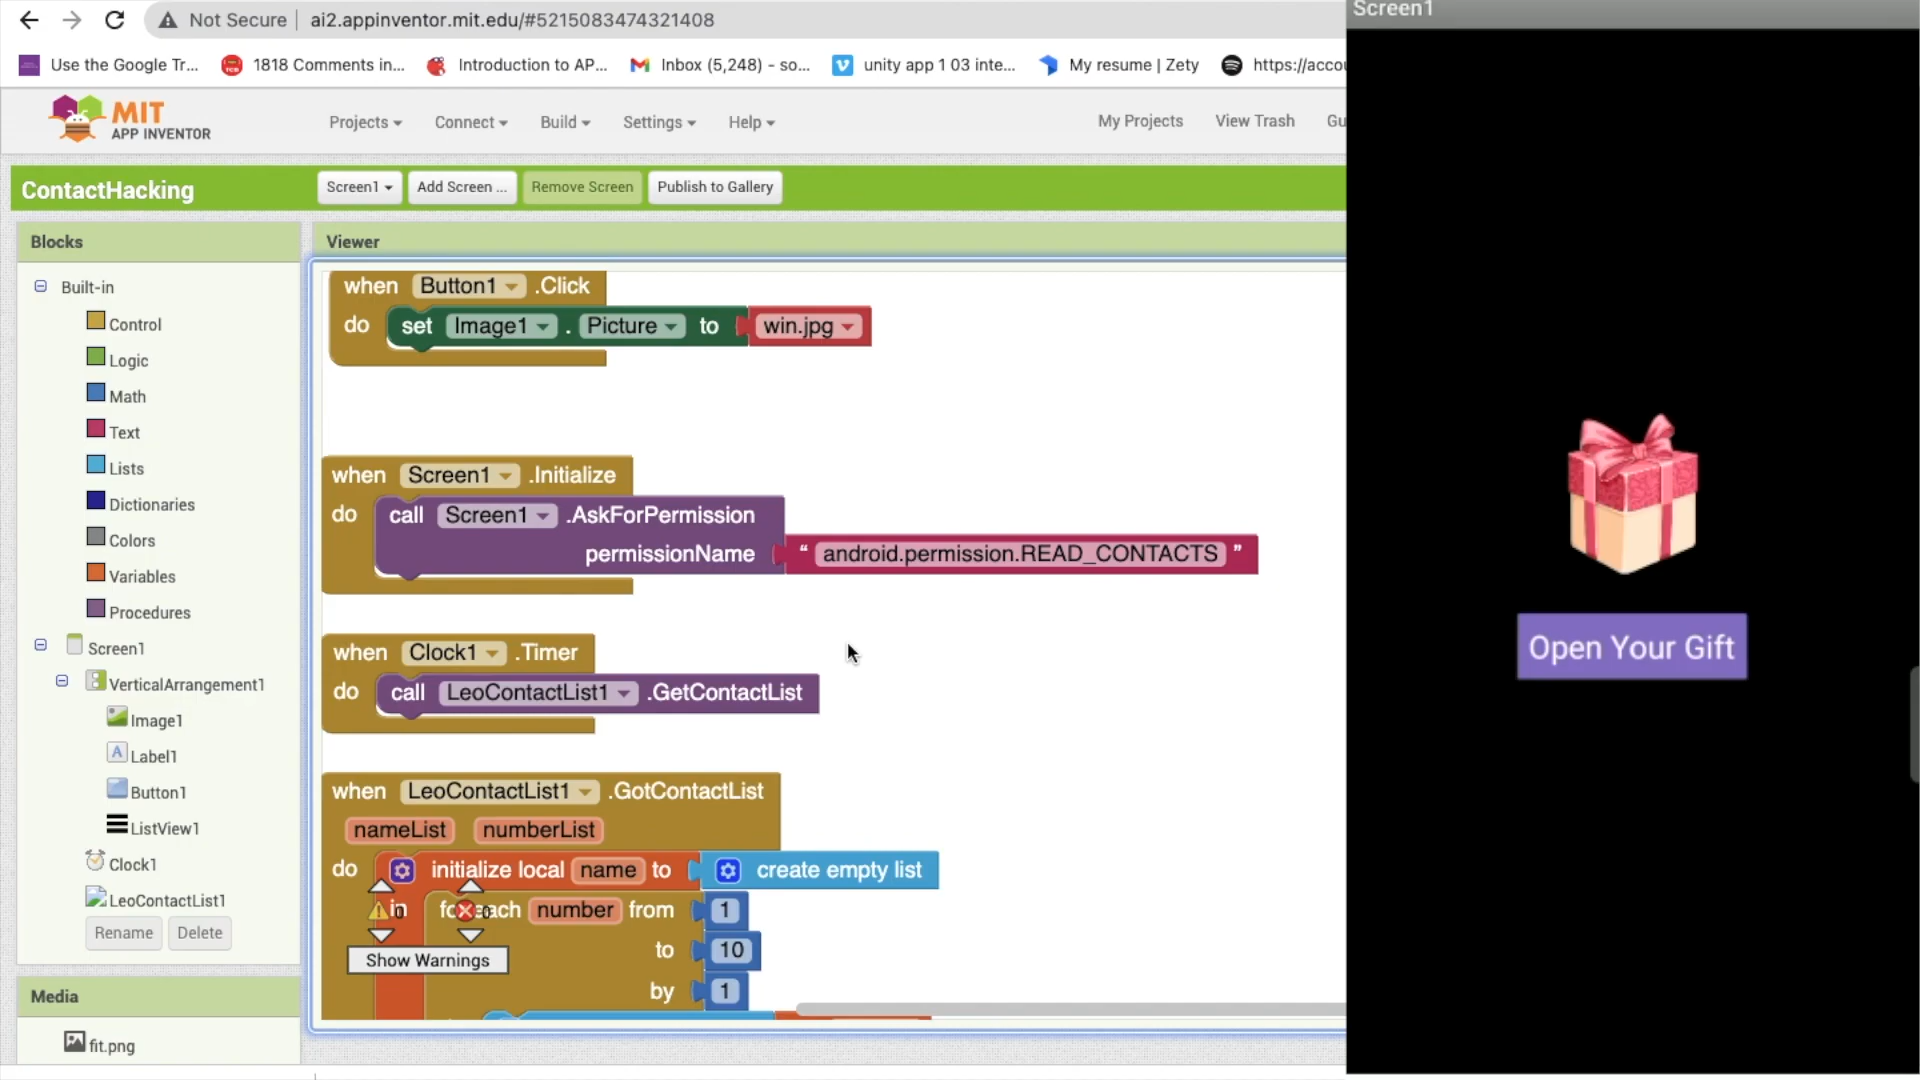 Not Secure | ai2.appinventor.mit.edu/#5215083474321408
Use the Google Tr...
1818 Comments in...
Introduction to AP...
Inbox (5,248) - so...
unity app 1 03 inte...
My resume | Zety
https://accou
MIT
APP INVENTOR
Projects
Connect
Build
Settings
Help
My Projects
View Trash
Gu
ContactHacking
Screen1
Add Screen ...
Remove Screen
Publish to Gallery
Blocks
Built-in
Control
Logic
Math
Text
Lists
Dictionaries
Colors
Variables
Procedures
Screen1
VerticalArrangement1
Image1
A Label1
Button1
ListView1
Clock1
LeoContactList1
Rename
Delete
Media
fit.png
Viewer
when Button1 .Click
do set Image1 . Picture to win.jpg
when Screen1 .Initialize
do call Screen1 .AskForPermission
permissionName “ android.permission.READ_CONTACTS ”
when Clock1 .Timer
do call LeoContactList1 .GetContactList
when LeoContactList1 .GotContactList
nameList numberList
do initialize local name to create empty list
in for each number from 1
0 0
to 10
by 1
Show Warnings
Screen1
Open Your Gift